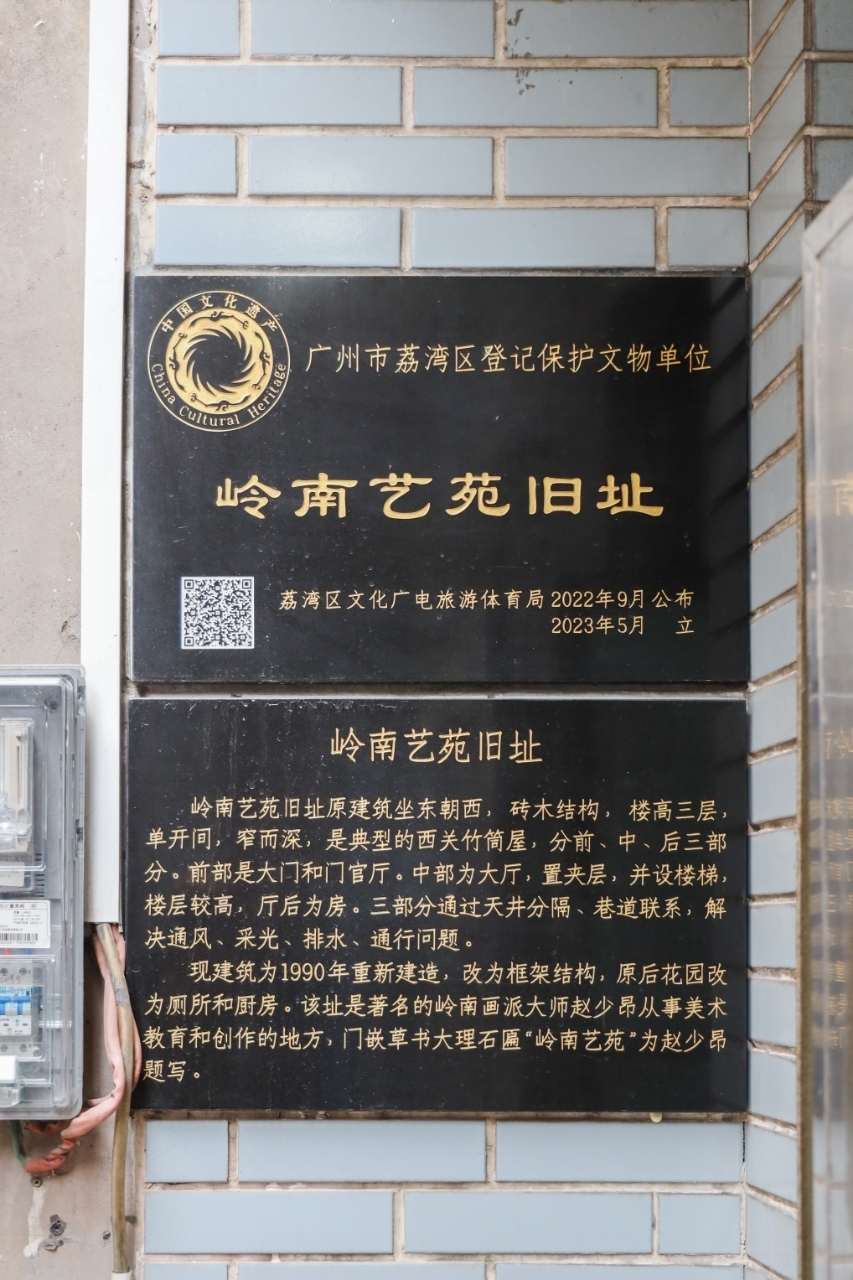 中国文化遗产
China Cultural Heritage
广州市荔湾区登记保护文物单位
岭南艺苑旧址
荔湾区文化广电旅游体育局 2022年9月公布
2023年5月 立
岭南艺苑旧址
岭南艺苑旧址原建筑坐东朝西，砖木结构，楼高三层，
单开间，窄而深，是典型的西关竹筒屋，分前、中、后三部
分。前部是大门和门官厅。中部为大厅，置夹层，并设楼梯，
楼层较高，厅后为房。三部分通过天井分隔、巷道联系，解
决通风、采光、排水、通行问题。
现建筑为1990年重新建造，改为框架结构，原后花园改
为厕所和厨房。该址是著名的岭南画派大师赵少昂从事美术
教育和创作的地方，门嵌草书大理石匾“岭南艺苑”为赵少昂
题写。